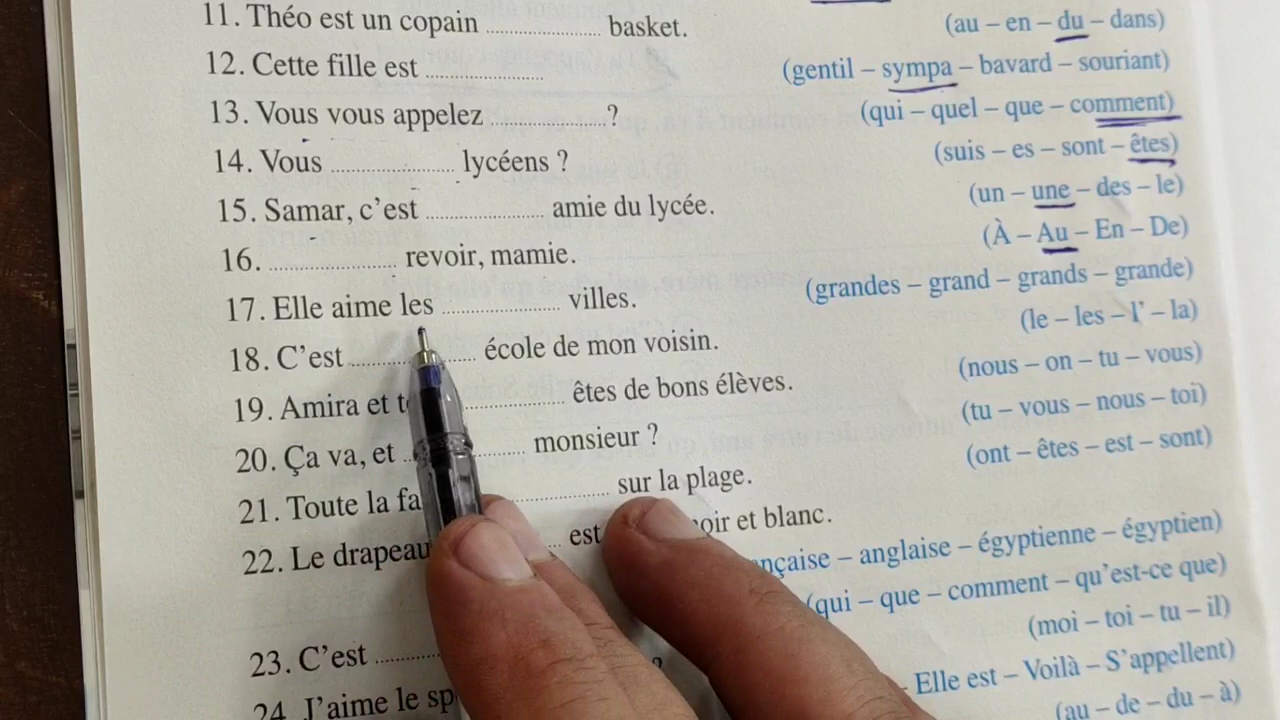 11. Théo est un copain .................... basket. (au – en – du – dans)
12. Cette fille est .................... (gentil – sympa – bavard – souriant)
13. Vous vous appelez ....................? (qui – quel – que – comment)
14. Vous .................... lycéens ? (suis – es – sont – êtes)
15. Samar, c'est .................... amie du lycée. (un – une – des – le)
16. .................... revoir, mamie. (À – Au – En – De)
17. Elle aime les .................... villes. (grandes – grand – grands – grande)
18. C'est .................... école de mon voisin. (le – les – l' – la)
19. Amira et .................... êtes de bons élèves. (nous – on – tu – vous)
20. Ça va, et .................... monsieur ? (tu – vous – nous – toi)
21. Toute la .................... sur la plage. (ont – êtes – est – sont)
22. Le drapeau .................... est et blanc.
– anglaise – égyptienne – égyptien)
23. C'est .................... (qui – que – comment – qu'est-ce que)
? (moi – toi – tu – il)
– Elle est – Voilà – S'appellent)
24. J'aime le (au – de – du – à)